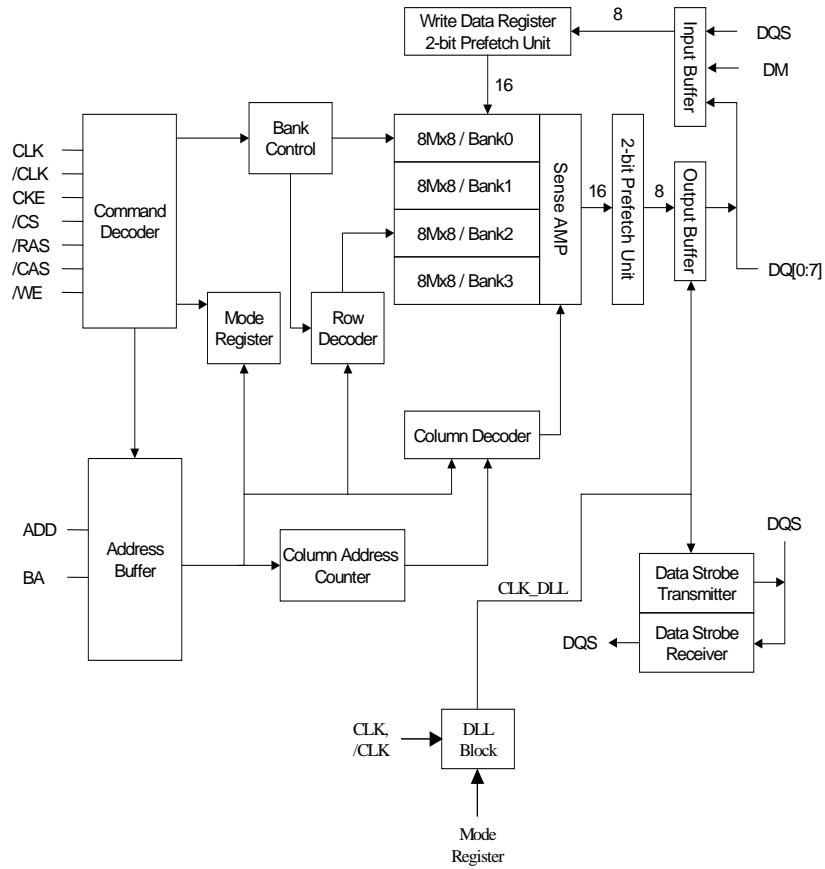 Write Data Register
2-bit Prefetch Unit
8
Input Buffer
DQS
DM
16
Bank
Control
8Mx8 / Bank0
8Mx8 / Bank1
8Mx8 / Bank2
8Mx8 / Bank3
Sense AMP
16
2-bit Prefetch Unit
8
Output Buffer
DQ[0:7]
CLK
/CLK
CKE
/CS
/RAS
/CAS
/WE
Command
Decoder
Mode
Register
Row
Decoder
Column Decoder
ADD
BA
Address
Buffer
Column Address
Counter
CLK_DLL
DQS
Data Strobe
Transmitter
Data Strobe
Receiver
DQS
CLK,
/CLK
DLL
Block
Mode
Register